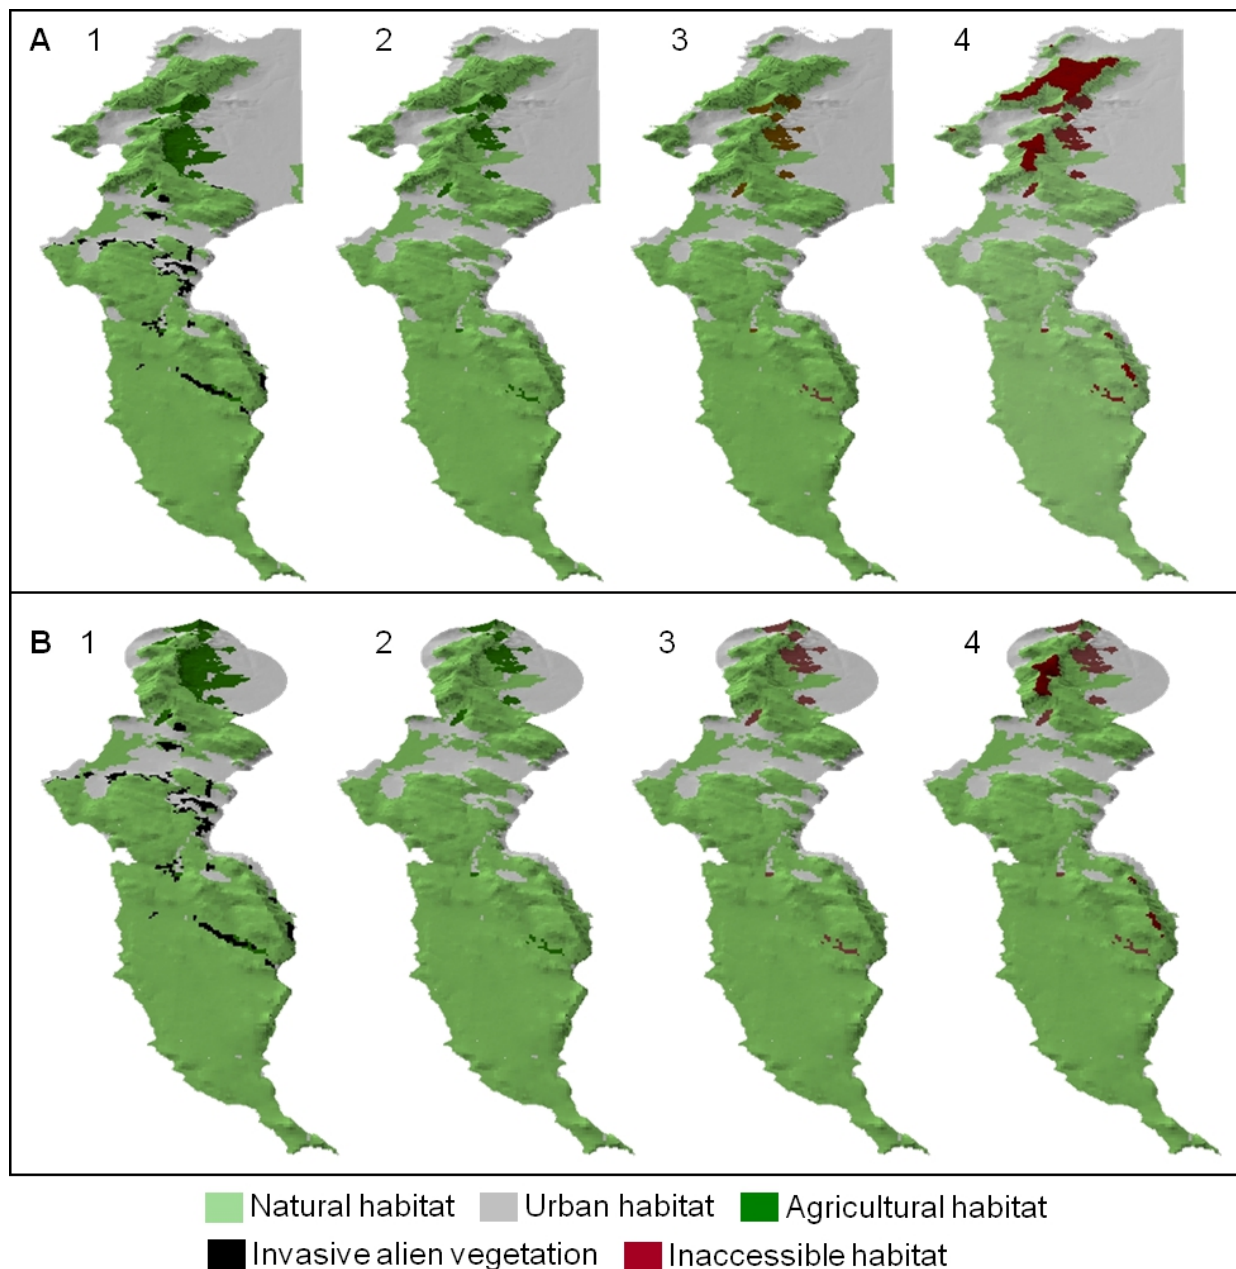 A 1 2 3 4
B 1 2 3 4
Natural habitat Urban habitat Agricultural habitat
Invasive alien vegetation Inaccessible habitat